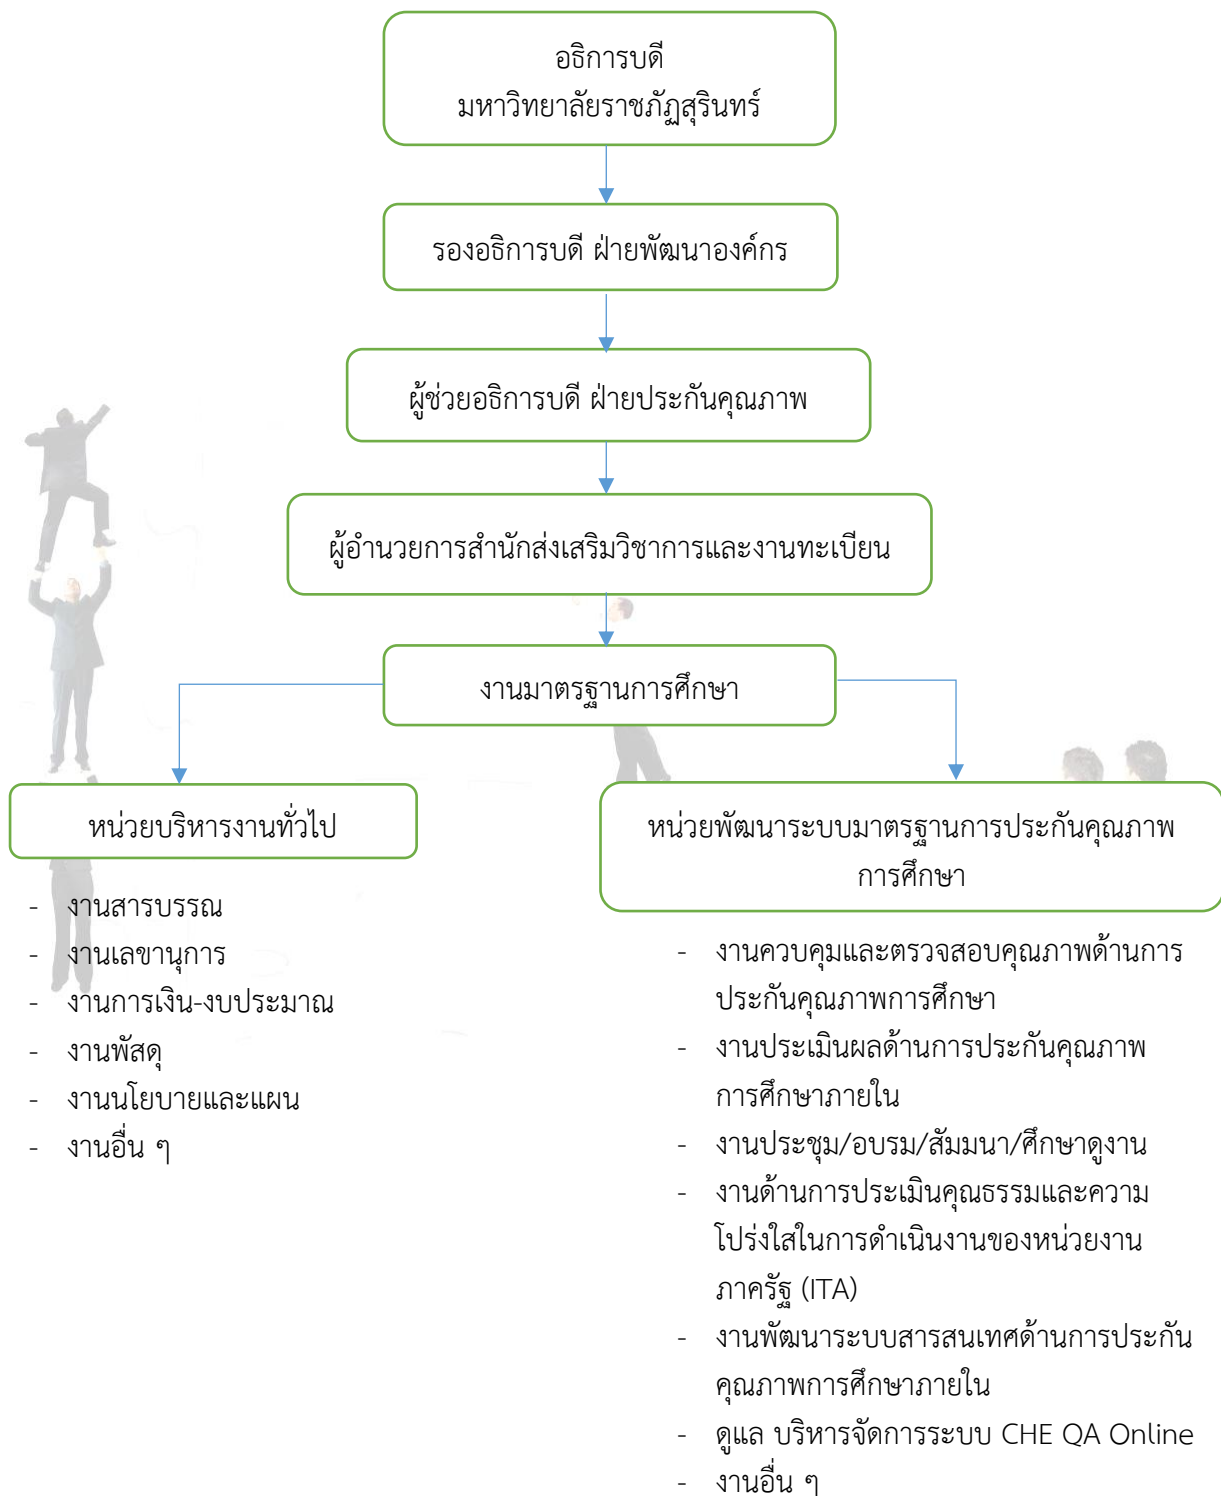 อธิการบดี
มหาวิทยาลัยราชภัฏสุรินทร์
รองอธิการบดี ฝ่ายพัฒนาองค์กร
ผู้ช่วยอธิการบดี ฝ่ายประกันคุณภาพ
ผู้อำนวยการสำนักส่งเสริมวิชาการและงานทะเบียน
งานมาตรฐานการศึกษา
หน่วยบริหารงานทั่วไป
- งานสารบรรณ
- งานเลขานุการ
- งานการเงิน-งบประมาณ
- งานพัสดุ
- งานนโยบายและแผน
- งานอื่น ๆ
หน่วยพัฒนาระบบมาตรฐานการประกันคุณภาพ
การศึกษา
- งานควบคุมและตรวจสอบคุณภาพด้านการ
ประกันคุณภาพการศึกษา
- งานประเมินผลด้านการประกันคุณภาพ
การศึกษาภายใน
- งานประชุม/อบรม/สัมมนา/ศึกษาดูงาน
- งานด้านการประเมินคุณธรรมและความ
โปร่งใสในการดำเนินงานของหน่วยงาน
ภาครัฐ (ITA)
- งานพัฒนาระบบสารสนเทศด้านการประกัน
คุณภาพการศึกษาภายใน
- ดูแล บริหารจัดการระบบ CHE QA Online
- งานอื่น ๆ